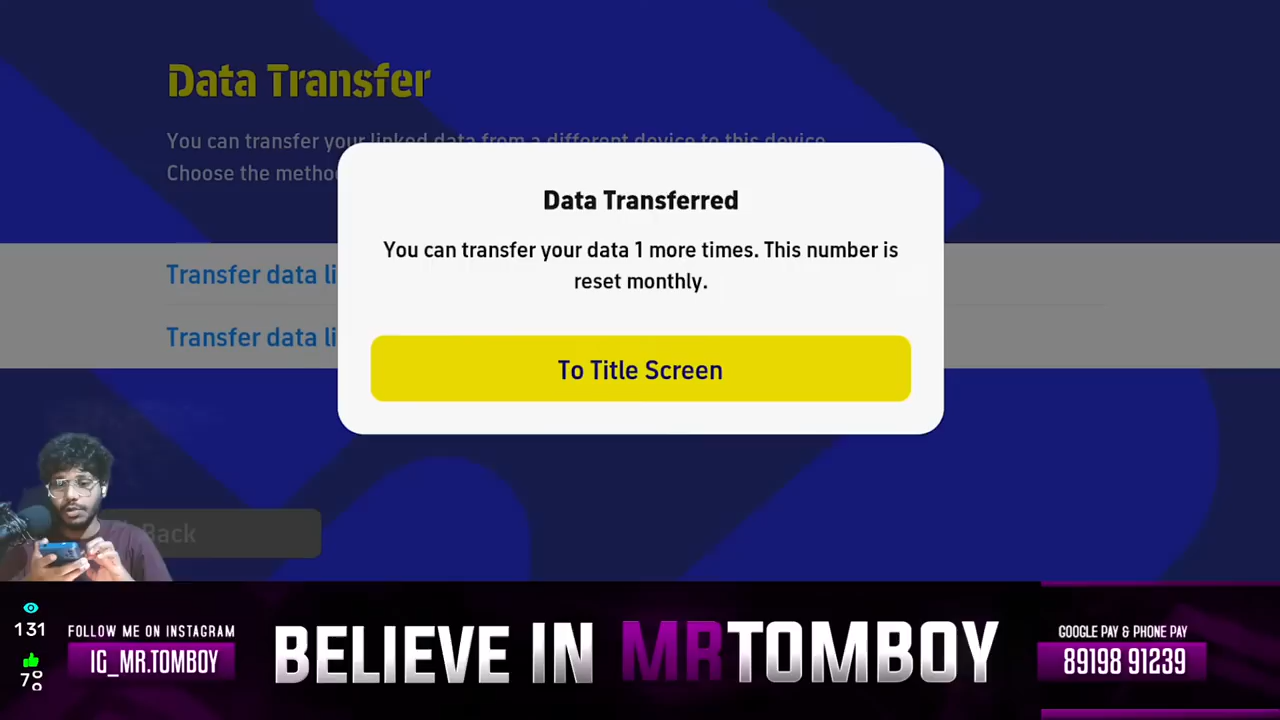 Data Transfer
You can transfer your linked data from a different device to this device.
Choose the metho
Data Transferred
You can transfer your data 1 more times. This number is
reset monthly.
Transfer data li
Transfer data li
To Title Screen
Back
131
78
FOLLOW ME ON INSTAGRAM
IG_MR.TOMBOY
BELIEVE IN MRTOMBOY
GOOGLE PAY & PHONE PAY
89198 91239